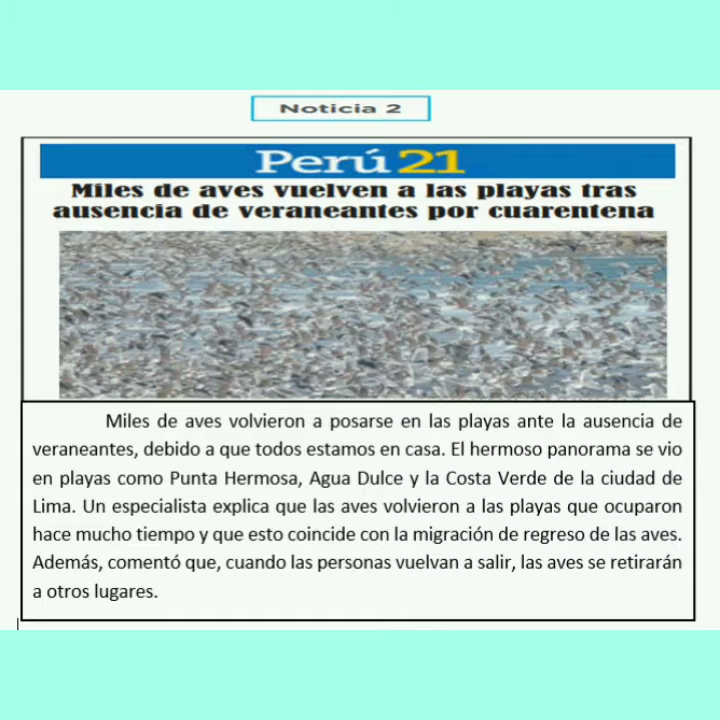 Noticia 2
Perú 21
Miles de aves vuelven a las playas tras
ausencia de veraneantes por cuarentena
Miles de aves volvieron a posarse en las playas ante la ausencia de
veraneantes, debido a que todos estamos en casa. El hermoso panorama se vio
en playas como Punta Hermosa, Agua Dulce y la Costa Verde de la ciudad de
Lima. Un especialista explica que las aves volvieron a las playas que ocuparon
hace mucho tiempo y que esto coincide con la migración de regreso de las aves.
Además, comentó que, cuando las personas vuelvan a salir, las aves se retirarán
a otros lugares.